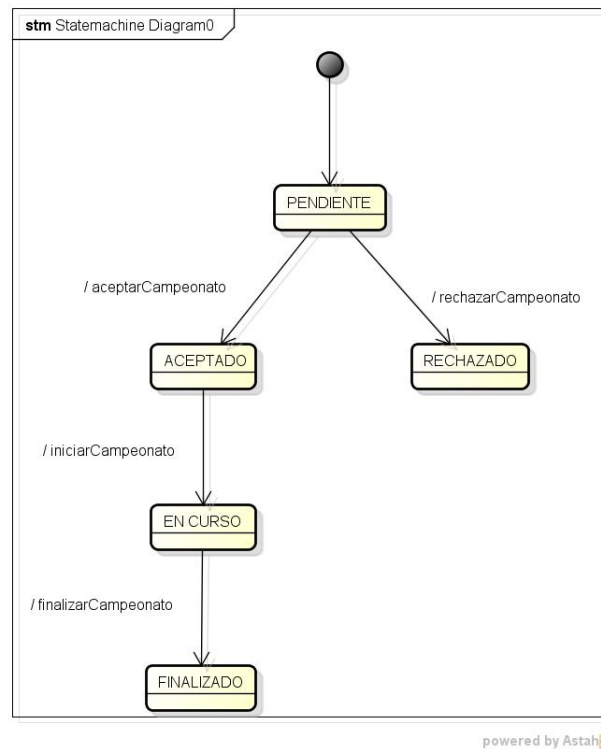 stm Statemachine Diagram0
PENDIENTE
/ aceptarCampeonato
/ rechazarCampeonato
ACEPTADO
RECHAZADO
/ iniciarCampeonato
EN CURSO
/ finalizarCampeonato
FINALIZADO
powered by Astah